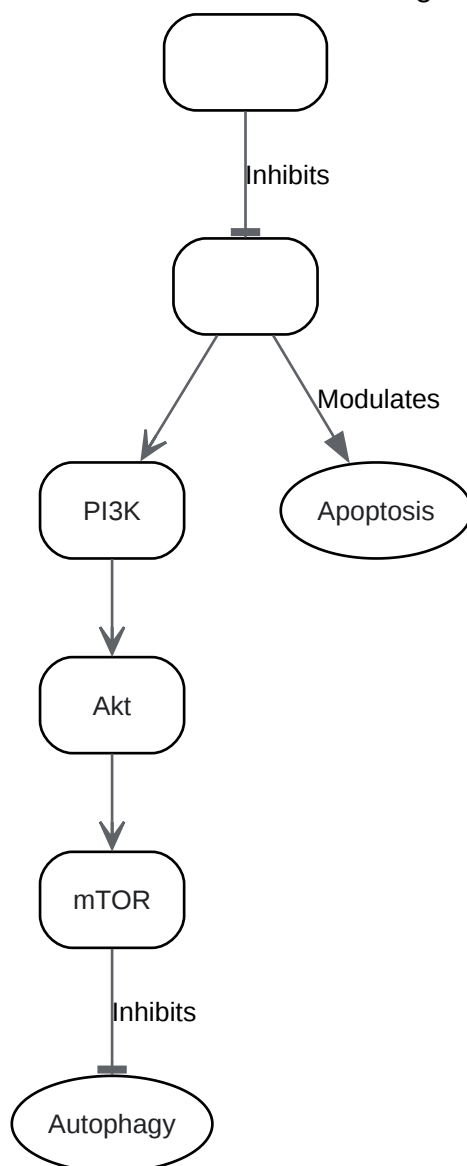 Inhibits
Modulates
PI3K
Apoptosis
Akt
mTOR
Inhibits
Autophagy